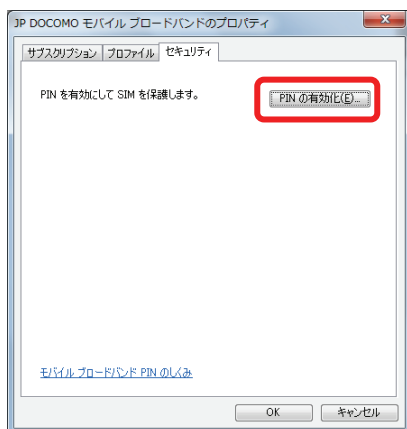 JP DOCOMO モバイル ブロードバンドのプロパティ
サブスクリプション プロファイル セキュリティ
PIN を有効にして SIM を保護します。 PIN の有効化(E)...
モバイル ブロードバンド PIN のしくみ
OK キャンセル